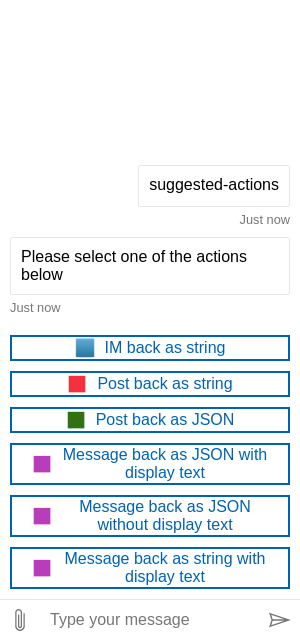 suggested-actions
Just now
Please select one of the actions
below
Just now
IM back as string
Post back as string
Post back as JSON
Message back as JSON with
display text
Message back as JSON
without display text
Message back as string with
display text
Type your message